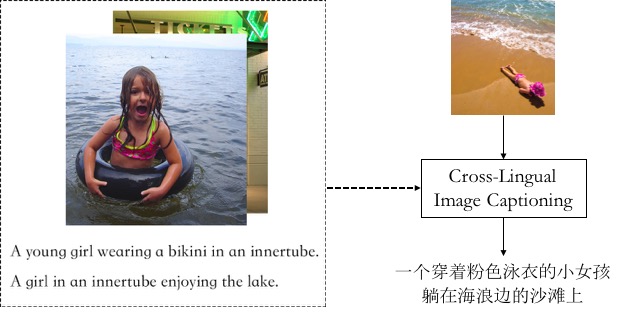 A young girl wearing a bikini in an innertube.
A girl in an innertube enjoying the lake.
Cross-Lingual
Image Captioning
一个穿着粉色泳衣的小女孩
躺在海浪边的沙滩上